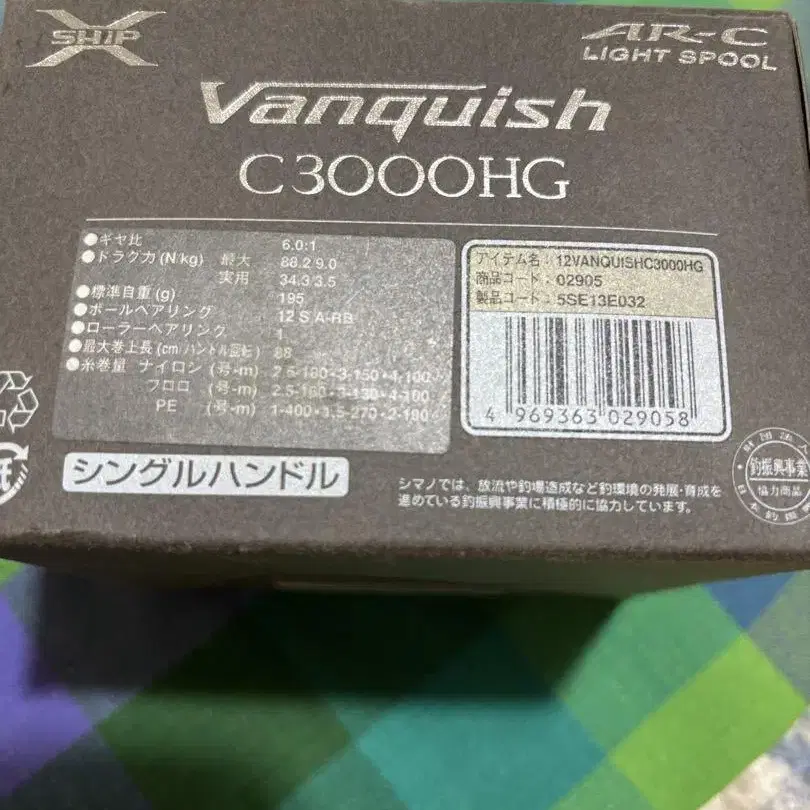 X
SHIP
AR-C
LIGHT SPOOL
Vanquish
C3000HG
●ギヤ比 6.0:1
●ドラグ力(N/kg) 最大 88.2 9.0
実用 34.3 3.5
●標準自重(g) 195
●ボールベアリング 12 S A-RB
●ローラーベアリング 1
●最大巻上長(cm/ハンドル回転) 88
●糸巻量 ナイロン (号-m) 2.5-180・3-150・4-100
フロロ (号-m) 2.5-160・3-130・4-100
PE (号-m) 1-400・
アイテム名:12VANQUISHC3000HG
商品コード:02905
製品コード:5SE13E032
4 969363 029058
シングルハンドル
シマノでは、放流や釣場造成など釣環境の発展・育成を
進めている釣振興事業に積極的に協力しています。
釣振興事業
協力商品